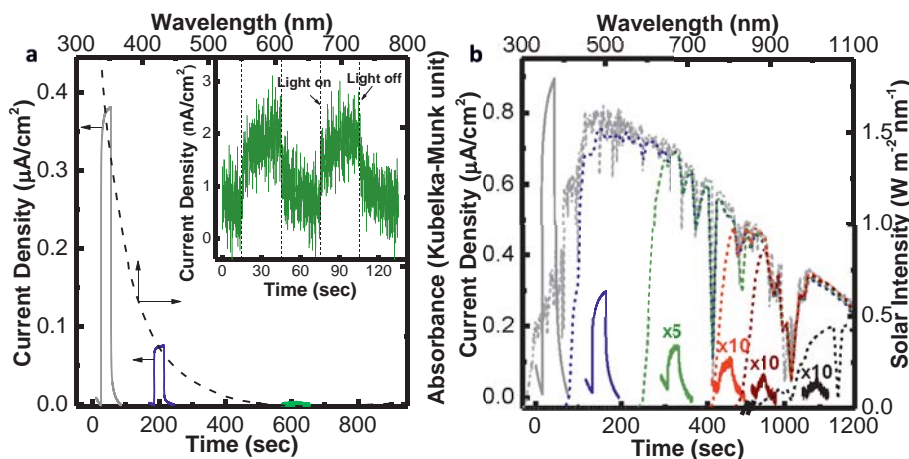 Wavelength (nm)
300 400 500 600 700 800
a
Current Density (μA/cm²)
0.4
0.3
0.2
0.1
0.0
0 200 400 600 800
Time (sec)
Current Density (nA/cm²)
3
2
1
0
Light on
Light off
0 30 60 90 120
Time (sec)
Absorbance (Kubelka-Munk unit)
Wavelength (nm)
300 500 700 900 1100
b
Current Density (μA/cm²)
0.8
0.6
0.4
0.2
0.0
x5
x10
x10
x10
0 200 400 1000 1200
Time (sec)
1.5
1.0
0.5
0.0
Solar Intensity (W m⁻² nm⁻¹)